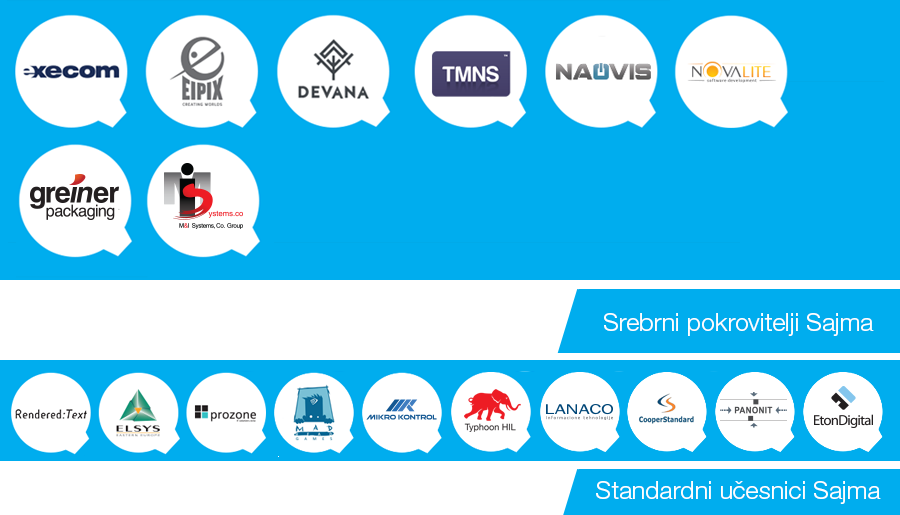 execom
EIPIX
CREATING WORLDS
DEVANA
TMNS
NAOVIS
NOVALITE
software development
greiner
packaging
MiS
ystems.co
M&I Systems, Co. Group
Srebrni pokrovitelji Sajma
Rendered:Text
ELSYS
EASTERN EUROPE
prozone
MAD
GAMES
MIKRO KONTROL
Typhoon HIL
LANACO
Informacione tehnologije
CooperStandard
PANONIT
EtonDigital
Standardni učesnici Sajma